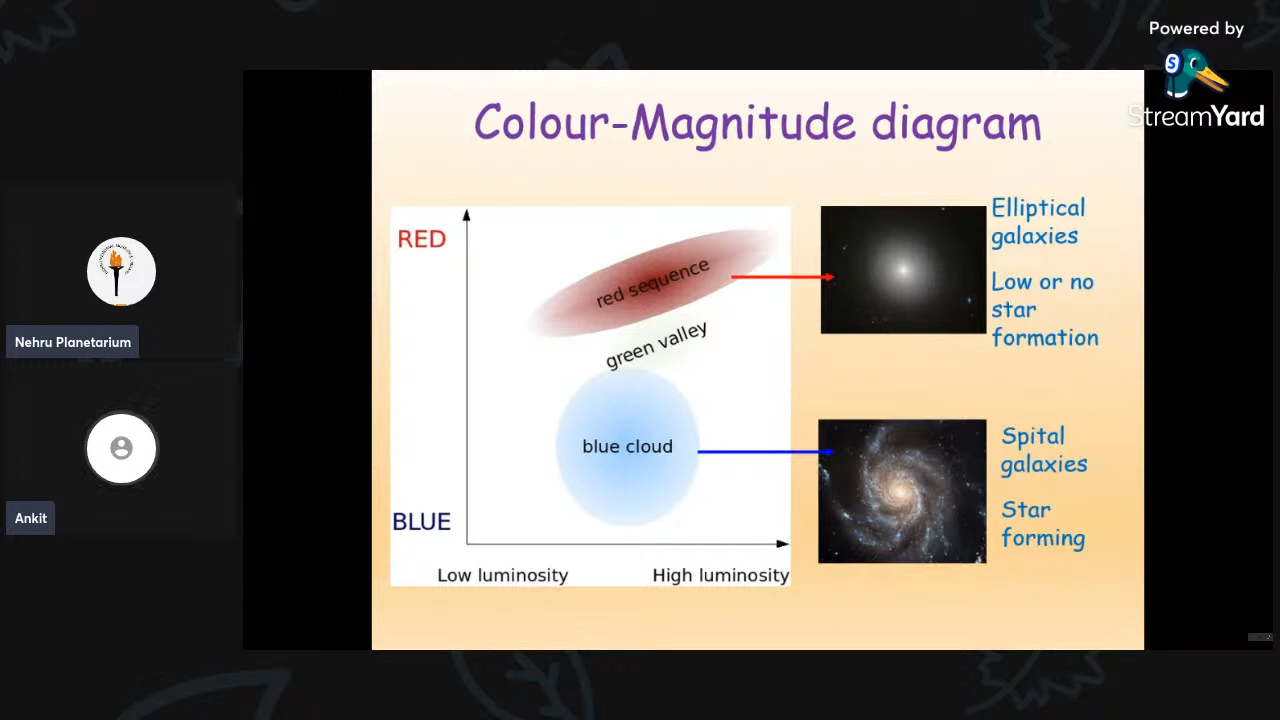 Powered by
StreamYard
Colour-Magnitude diagram
RED
red sequence
green valley
blue cloud
BLUE
Low luminosity
High luminosity
Elliptical
galaxies
Low or no
star
formation
Spital
galaxies
Star
forming
Nehru Planetarium
Ankit